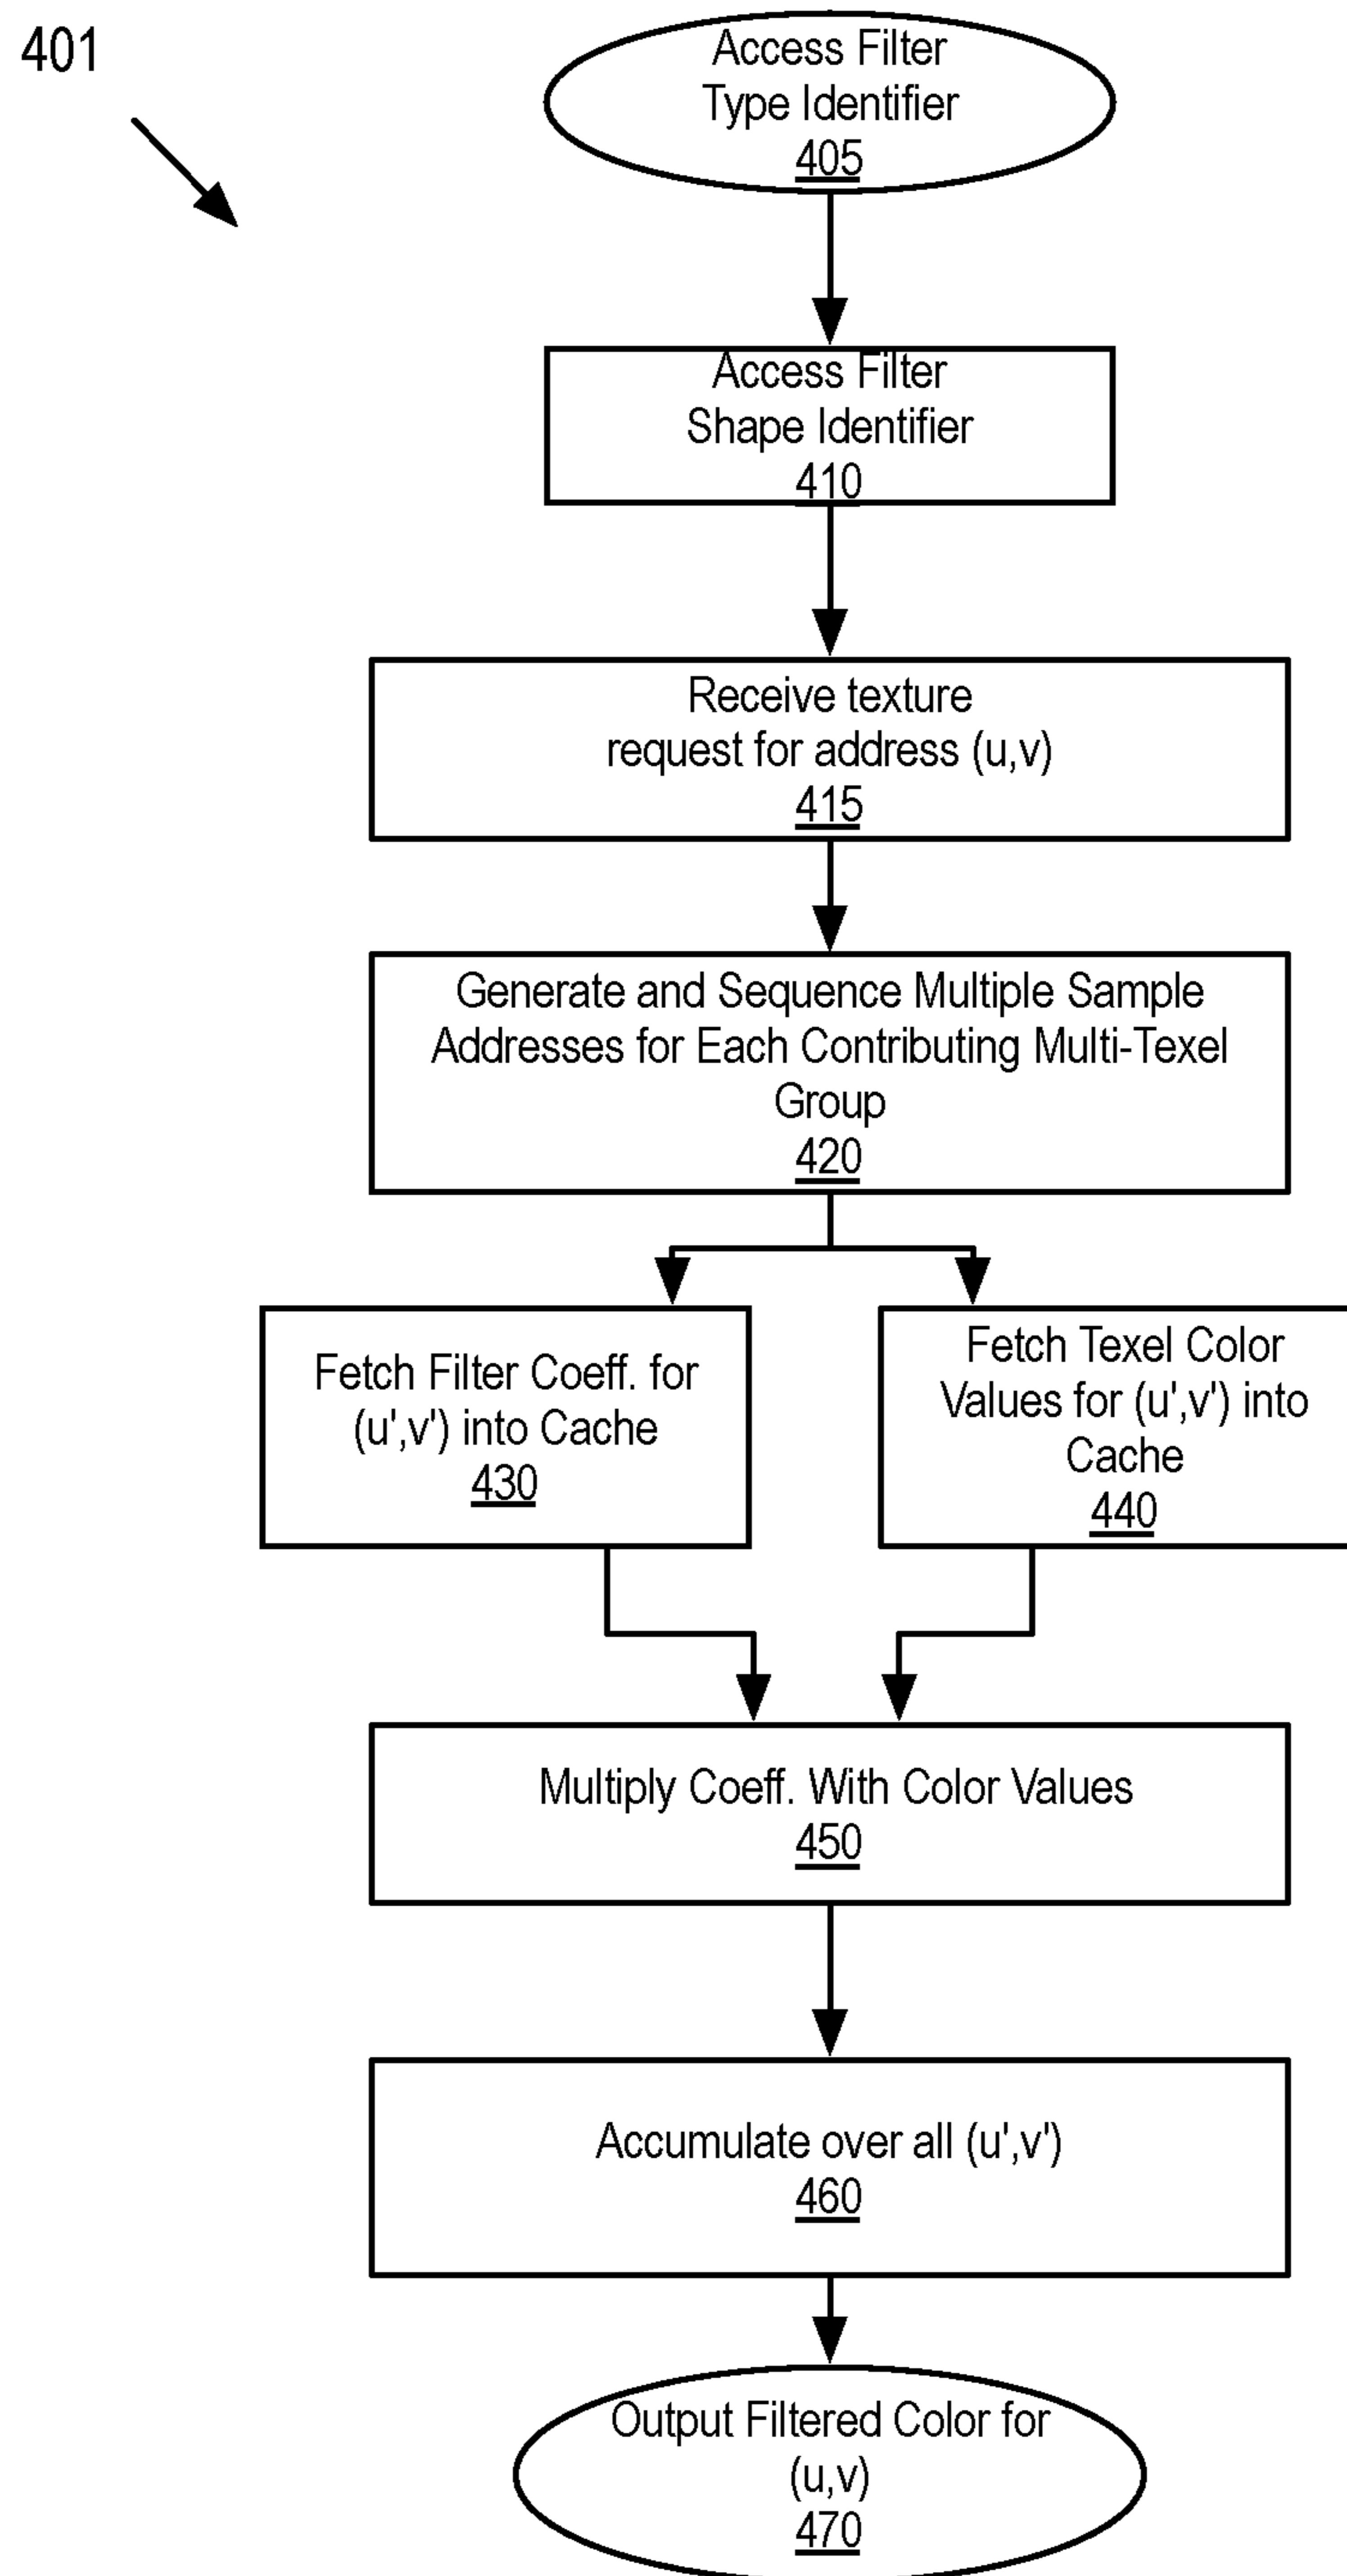 401
Access Filter
Type Identifier
405
Access Filter
Shape Identifier
410
Receive texture
request for address (u,v)
415
Generate and Sequence Multiple Sample
Addresses for Each Contributing Multi-Texel
Group
420
Fetch Filter Coeff. for
(u',v') into Cache
430
Fetch Texel Color
Values for (u',v') into
Cache
440
Multiply Coeff. With Color Values
450
Accumulate over all (u',v')
460
Output Filtered Color for
(u,v)
470